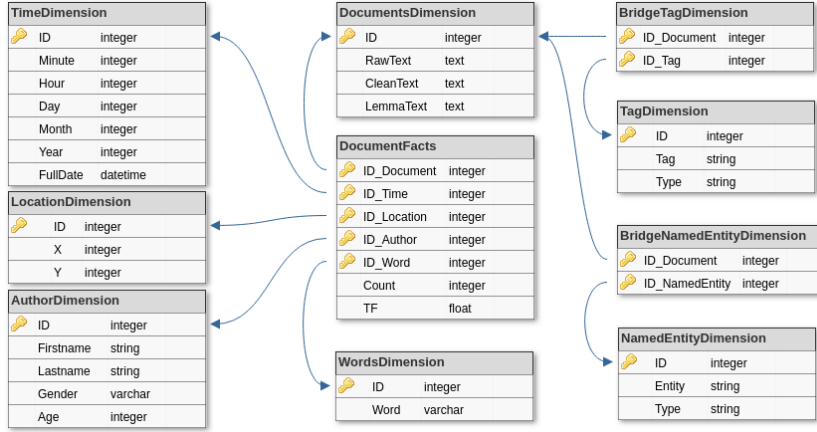 TimeDimension
ID integer
Minute integer
Hour integer
Day integer
Month integer
Year integer
FullDate datetime
LocationDimension
ID integer
X integer
Y integer
AuthorDimension
ID integer
Firstname string
Lastname string
Gender varchar
Age integer
DocumentsDimension
ID integer
RawText text
CleanText text
LemmaText text
DocumentFacts
ID_Document integer
ID_Time integer
ID_Location integer
ID_Author integer
ID_Word integer
Count integer
TF float
WordsDimension
ID integer
Word varchar
BridgeTagDimension
ID_Document integer
ID_Tag integer
TagDimension
ID integer
Tag string
Type string
BridgeNamedEntityDimension
ID_Document integer
ID_NamedEntity integer
NamedEntityDimension
ID integer
Entity string
Type string